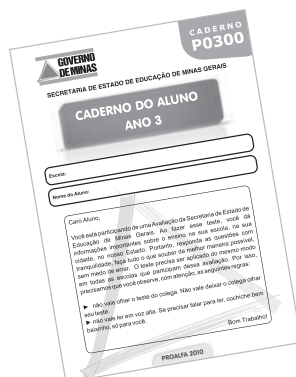 CADERNO
P0300
GOVERNO
DE MINAS
SECRETARIA DE ESTADO DE EDUCAÇÃO DE MINAS GERAIS
CADERNO DO ALUNO
ANO 3
Escola:
Nome do Aluno:
Caro Aluno,
Você está participando de uma Avaliação da Secretaria de Estado de
Educação de Minas Gerais. Ao fazer esse teste, você dá
informações importantes sobre o ensino na sua escola, na sua
cidade, no nosso Estado. Portanto, responda as questões com
tranquilidade, faça tudo o que souber da melhor maneira possível,
sem medo de errar. O teste precisa ser aplicado do mesmo modo
em todas as escolas que participam dessa avaliação. Por isso,
precisamos que você observe, com atenção, as seguintes regras:
► não vale olhar o teste do colega. Não vale deixar o colega olhar
seu teste.
► não vale ler em voz alta. Se precisar falar para ler, cochiche bem
baixinho, só para você.
Bom Trabalho!
PROALFA 2010